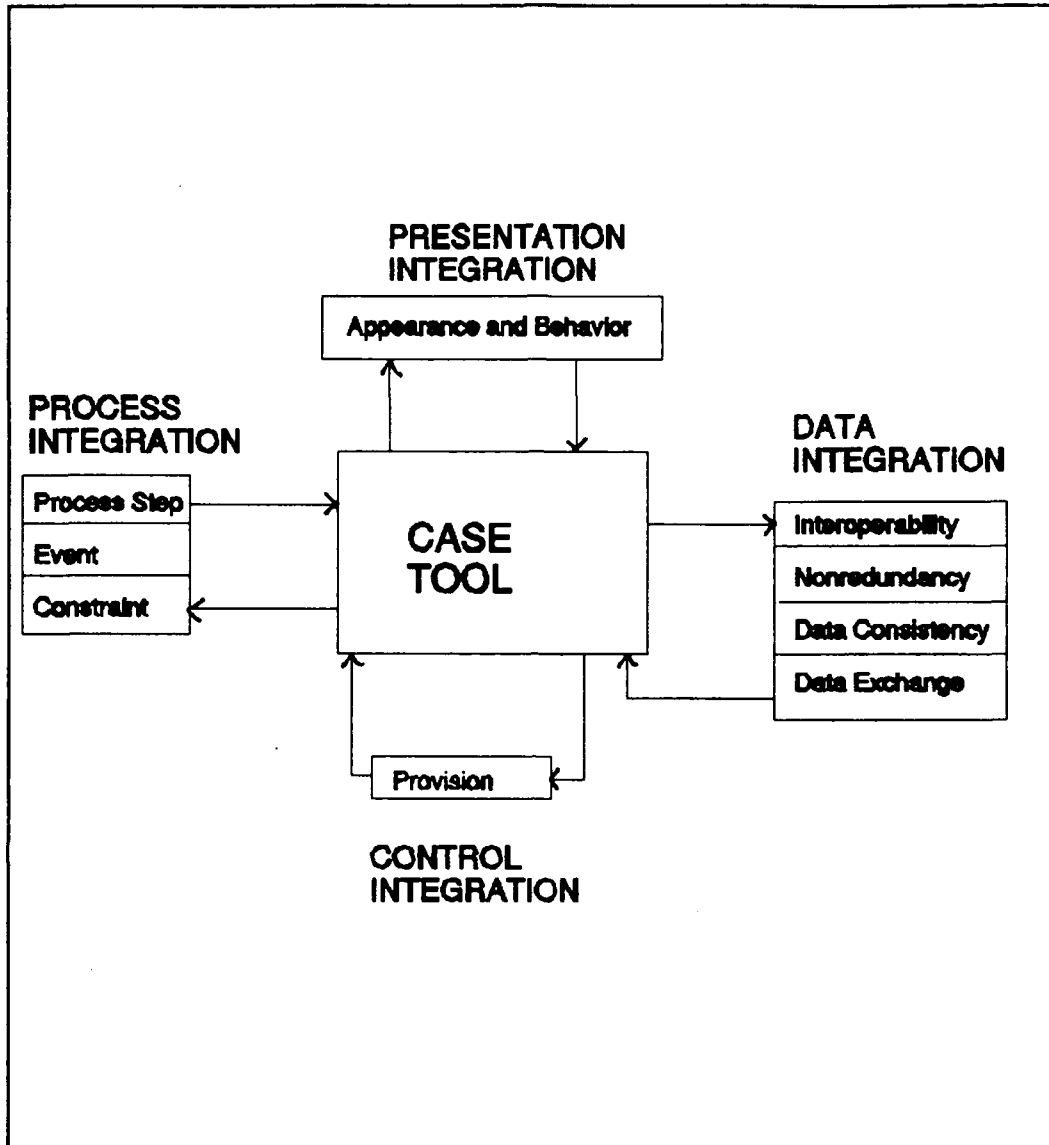 PRESENTATION
INTEGRATION
Appearance and Behavior
PROCESS
INTEGRATION
Process Step
Event
Constraint
CASE
TOOL
DATA
INTEGRATION
Interoperability
Nonredundancy
Data Consistency
Data Exchange
Provision
CONTROL
INTEGRATION